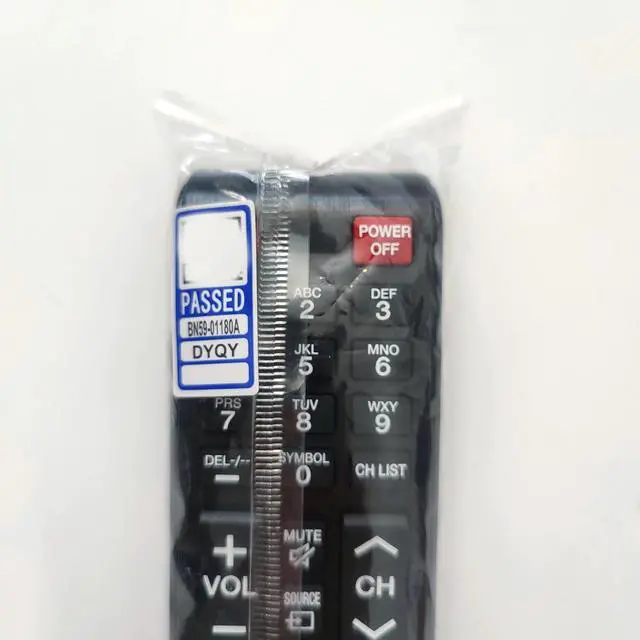 POWER
OFF
PASSED
BN59-01180A
DYQY
ABC
2
DEF
3
JKL
5
MNO
6
PRS
7
TUV
8
WXY
9
DEL-/--
SYMBOL
0
CH LIST
+
VOL
MUTE
CH
SOURCE